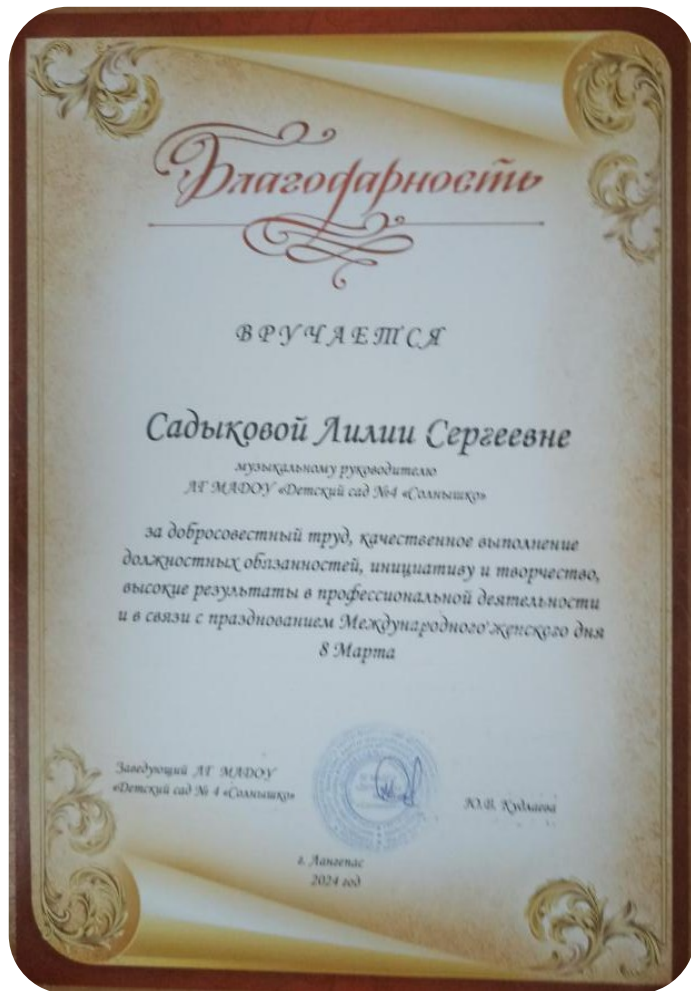 Благодарность
ВРУЧАЕТСЯ
Садыковой Лилии Сергеевне
музыкальному руководителю
ЛГ МАДОУ «Детский сад №4 «Солнышко»
за добросовестный труд, качественное выполнение
должностных обязанностей, инициативу и творчество,
высокие результаты в профессиональной деятельности
и в связи с празднованием Международного женского дня
8 Марта
Заведующий ЛГ МАДОУ
«Детский сад № 4 «Солнышко»
Ю.В. Кудлаева
г. Лангепас
2024 год